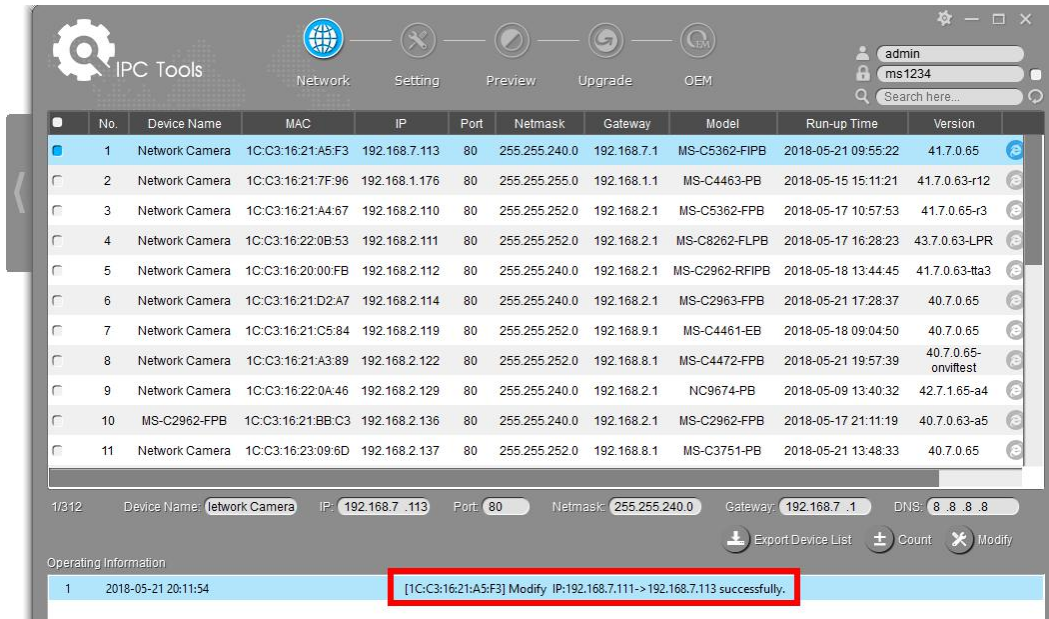 IPC Tools
Network Setting Preview Upgrade OEM
admin
ms1234
Search here...
No. Device Name MAC IP Port Netmask Gateway Model Run-up Time Version
1 Network Camera 1C:C3:16:21:A5:F3 192.168.7.113 80 255.255.240.0 192.168.7.1 MS-C5362-FIPB 2018-05-21 09:55:22 41.7.0.65
2 Network Camera 1C:C3:16:21:7F:96 192.168.1.176 80 255.255.255.0 192.168.1.1 MS-C4463-PB 2018-05-15 15:11:21 41.7.0.63-r12
3 Network Camera 1C:C3:16:21:A4:67 192.168.2.110 80 255.255.252.0 192.168.2.1 MS-C5362-FPB 2018-05-17 10:57:53 41.7.0.65-r3
4 Network Camera 1C:C3:16:22:0B:53 192.168.2.111 80 255.255.252.0 192.168.2.1 MS-C8262-FLPB 2018-05-17 16:28:23 43.7.0.63-LPR
5 Network Camera 1C:C3:16:20:00:FB 192.168.2.112 80 255.255.240.0 192.168.2.1 MS-C2962-RFIPB 2018-05-18 13:44:45 41.7.0.63-tta3
6 Network Camera 1C:C3:16:21:D2:A7 192.168.2.114 80 255.255.240.0 192.168.2.1 MS-C2963-FPB 2018-05-21 17:28:37 40.7.0.65
7 Network Camera 1C:C3:16:21:C5:84 192.168.2.119 80 255.255.252.0 192.168.9.1 MS-C4461-EB 2018-05-18 09:04:50 40.7.0.65
8 Network Camera 1C:C3:16:21:A3:89 192.168.2.122 80 255.255.252.0 192.168.8.1 MS-C4472-FPB 2018-05-21 19:57:39 40.7.0.65-
onviftest
9 Network Camera 1C:C3:16:22:0A:46 192.168.2.129 80 255.255.240.0 192.168.2.1 NC9674-PB 2018-05-09 13:40:32 42.7.1.65-a4
10 MS-C2962-FPB 1C:C3:16:21:BB:C3 192.168.2.136 80 255.255.240.0 192.168.2.1 MS-C2962-FPB 2018-05-17 21:11:19 40.7.0.63-a5
11 Network Camera 1C:C3:16:23:09:6D 192.168.2.137 80 255.255.252.0 192.168.8.1 MS-C3751-PB 2018-05-21 13:48:33 40.7.0.65
1/312 Device Name: letwork Camera IP: 192.168.7 .113 Port: 80 Netmask: 255.255.240.0 Gateway: 192.168.7 .1 DNS: 8 .8 .8 .8
Export Device List Count Modify
Operating Information
1 2018-05-21 20:11:54 [1C:C3:16:21:A5:F3] Modify IP:192.168.7.111->192.168.7.113 successfully.